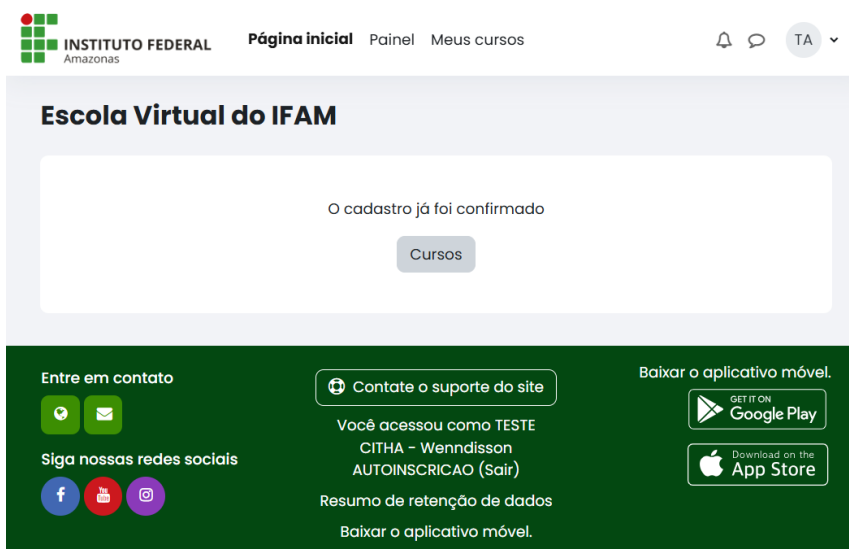 INSTITUTO FEDERAL
Amazonas
Página inicial Painel Meus cursos
TA
Escola Virtual do IFAM
O cadastro já foi confirmado
Cursos
Entre em contato
Siga nossas redes sociais
f
You
Tube
Contate o suporte do site
Você acessou como TESTE
CITHA - Wenndisson
AUTOINSCRICAO (Sair)
Resumo de retenção de dados
Baixar o aplicativo móvel.
Baixar o aplicativo móvel.
GET IT ON
Google Play
Download on the
App Store